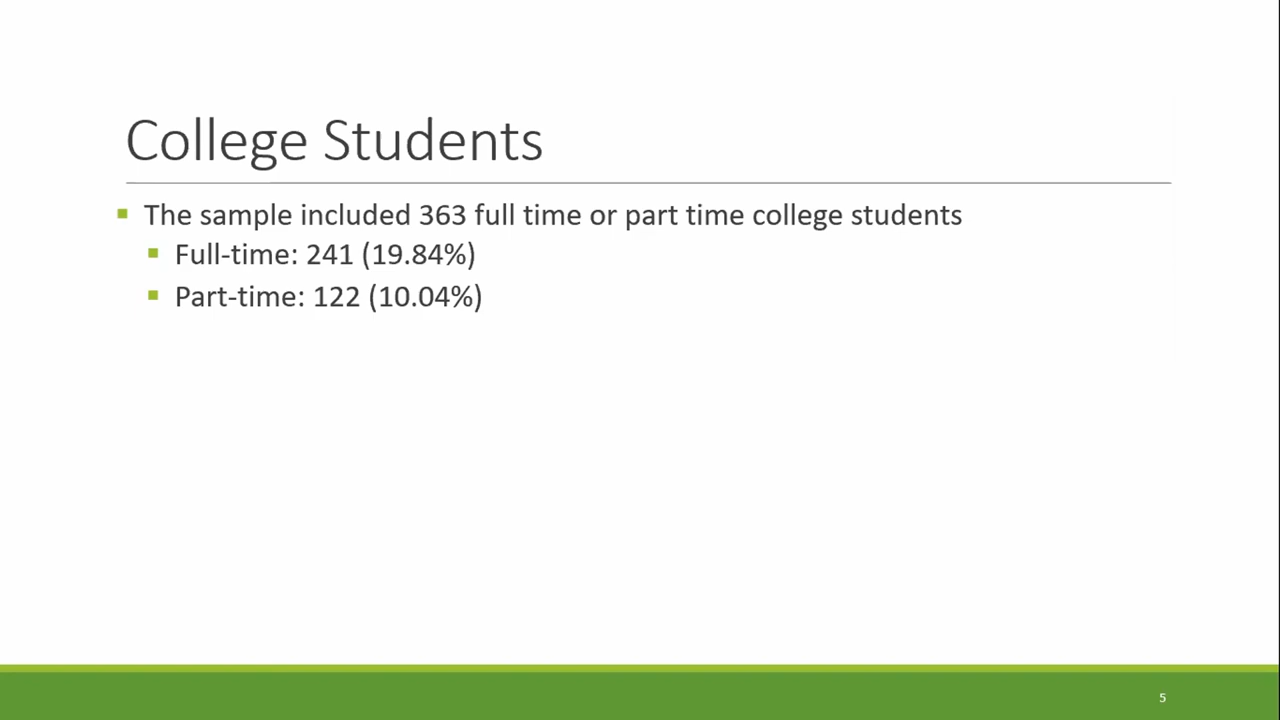 College Students
The sample included 363 full time or part time college students
Full-time: 241 (19.84%)
Part-time: 122 (10.04%)
5